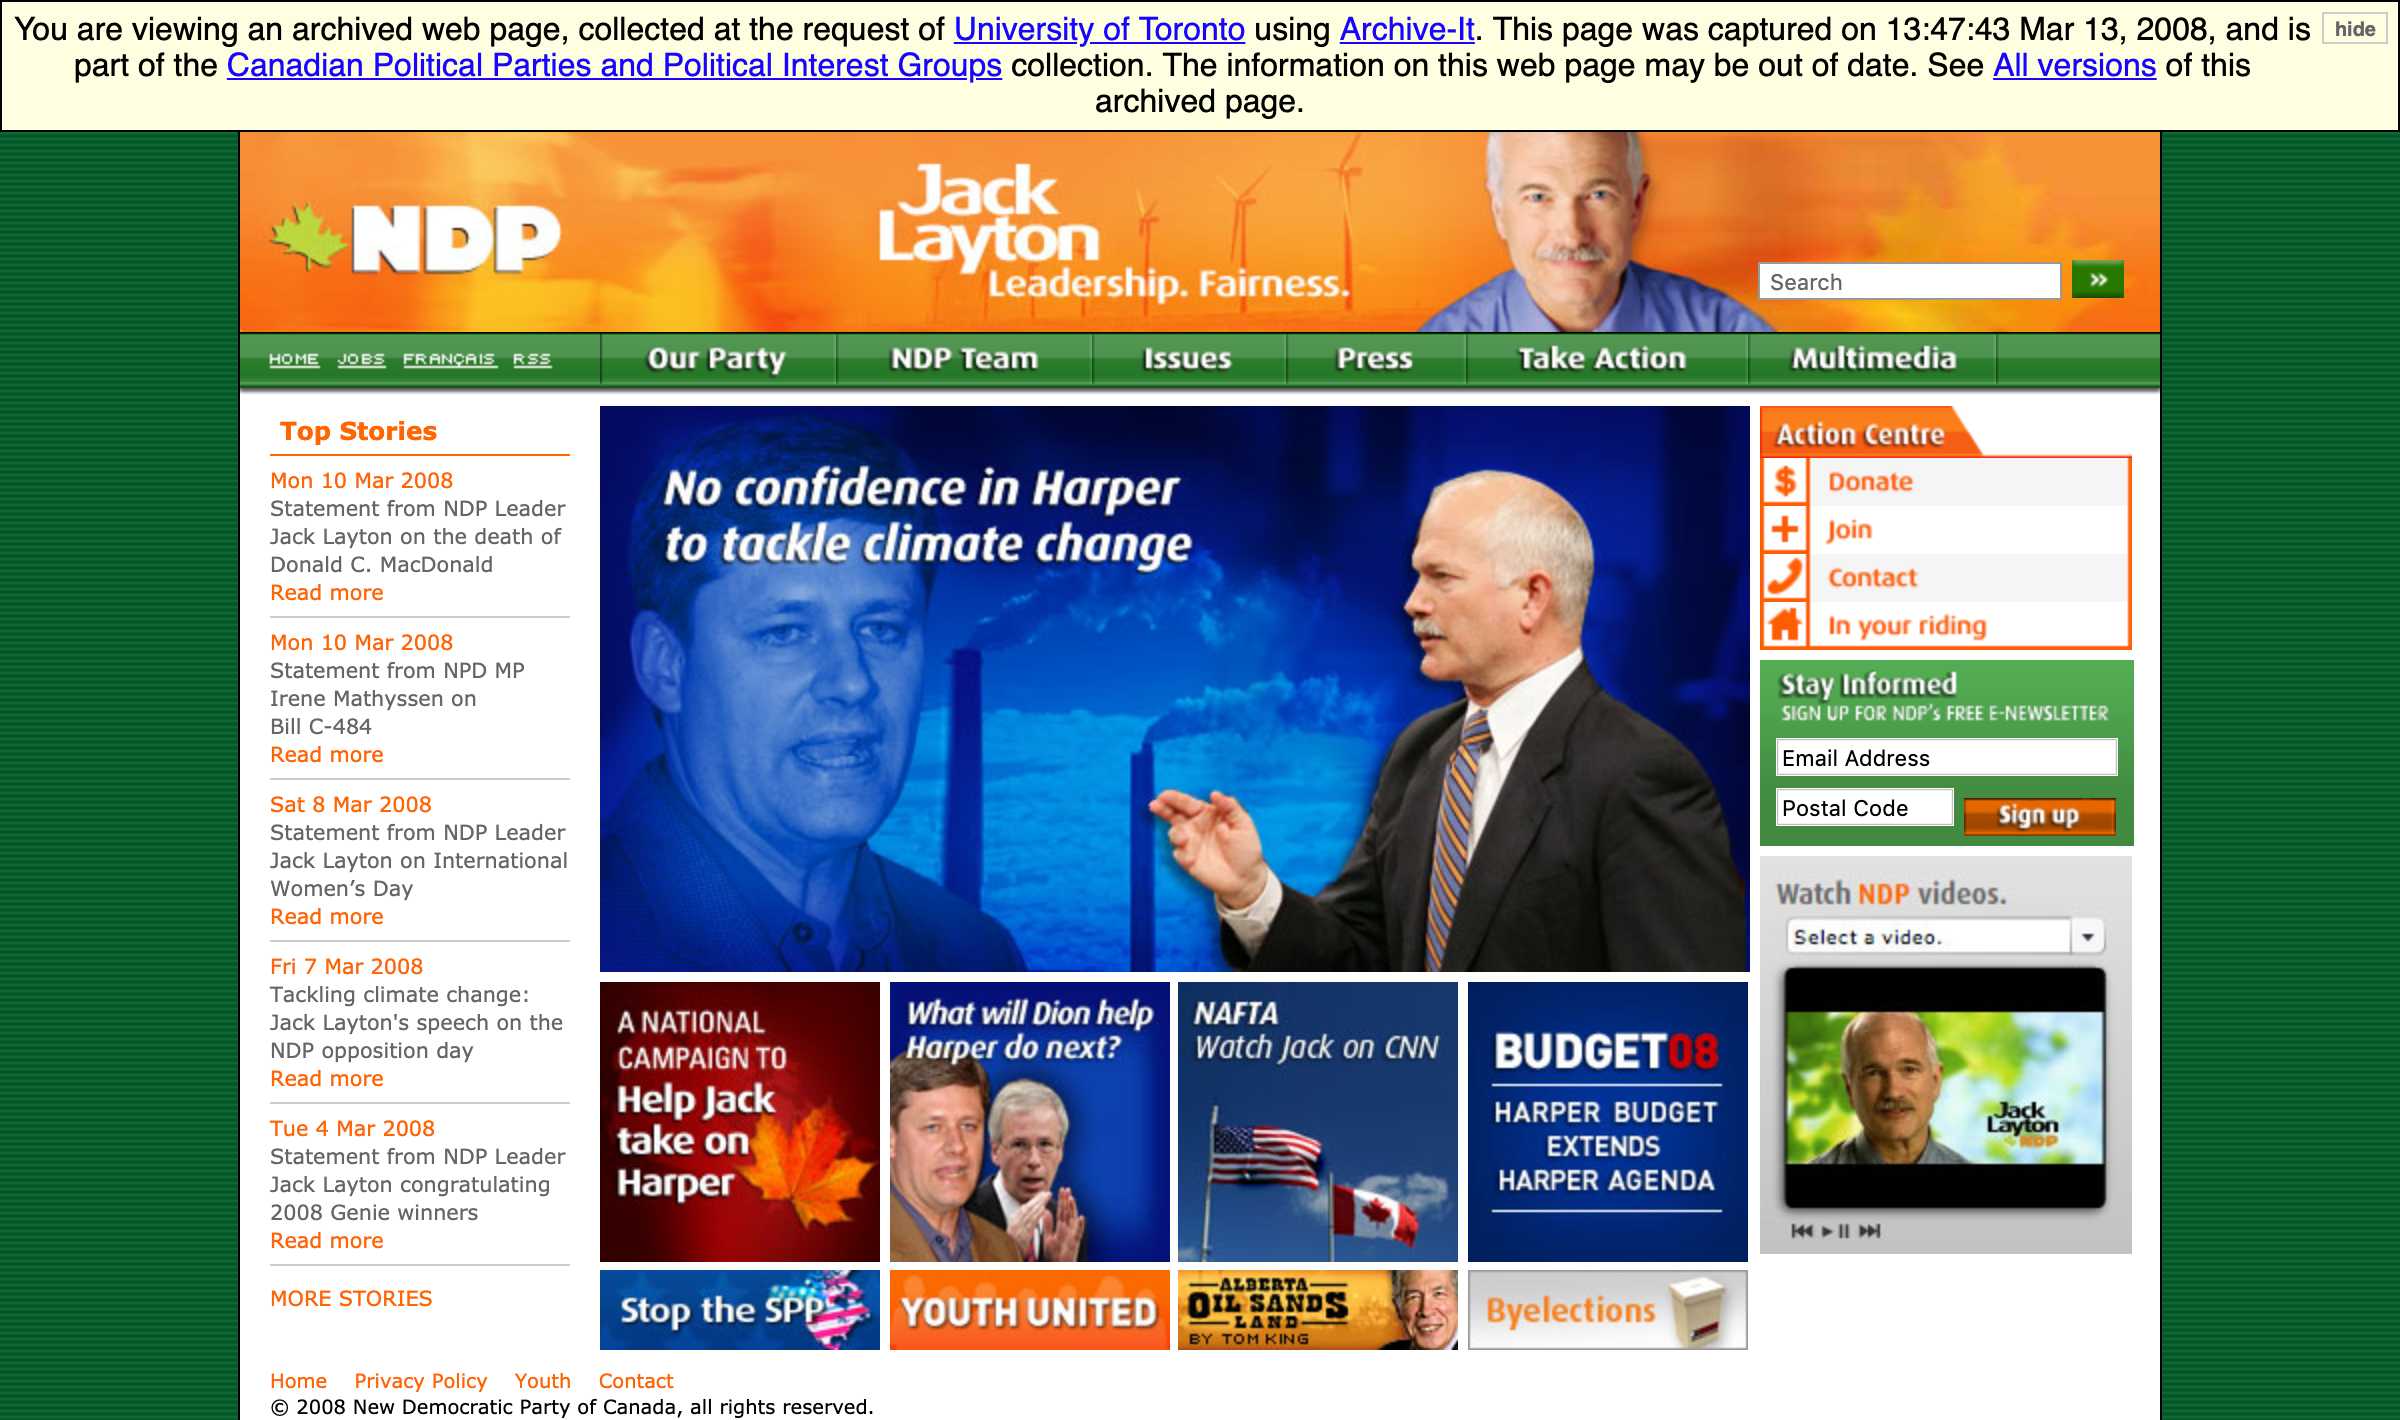 You are viewing an archived web page, collected at the request of University of Toronto using Archive-It. This page was captured on 13:47:43 Mar 13, 2008, and is
hide
part of the Canadian Political Parties and Political Interest Groups collection. The information on this web page may be out of date. See All versions of this
archived page.
NDP
Jack
Layton
Leadership. Fairness.
Search
»
HOME JOBS FRANÇAIS RSS
Our Party
NDP Team
Issues
Press
Take Action
Multimedia
Top Stories
Mon 10 Mar 2008
Statement from NDP Leader
Jack Layton on the death of
Donald C. MacDonald
Read more
Mon 10 Mar 2008
Statement from NPD MP
Irene Mathyssen on
Bill C-484
Read more
Sat 8 Mar 2008
Statement from NDP Leader
Jack Layton on International
Women’s Day
Read more
Fri 7 Mar 2008
Tackling climate change:
Jack Layton's speech on the
NDP opposition day
Read more
Tue 4 Mar 2008
Statement from NDP Leader
Jack Layton congratulating
2008 Genie winners
Read more
MORE STORIES
No confidence in Harper
to tackle climate change
A NATIONAL
CAMPAIGN TO
Help Jack
take on
Harper
What will Dion help
Harper do next?
NAFTA
Watch Jack on CNN
BUDGET08
HARPER BUDGET
EXTENDS
HARPER AGENDA
Stop the SPP
YOUTH UNITED
ALBERTA
OIL SANDS
LAND
BY TOM KING
Byelections
Action Centre
$ Donate
+ Join
Contact
In your riding
Stay Informed
SIGN UP FOR NDP's FREE E-NEWSLETTER
Email Address
Postal Code
Sign up
Watch NDP videos.
Select a video.
Jack
Layton
NDP
Home Privacy Policy Youth Contact
© 2008 New Democratic Party of Canada, all rights reserved.